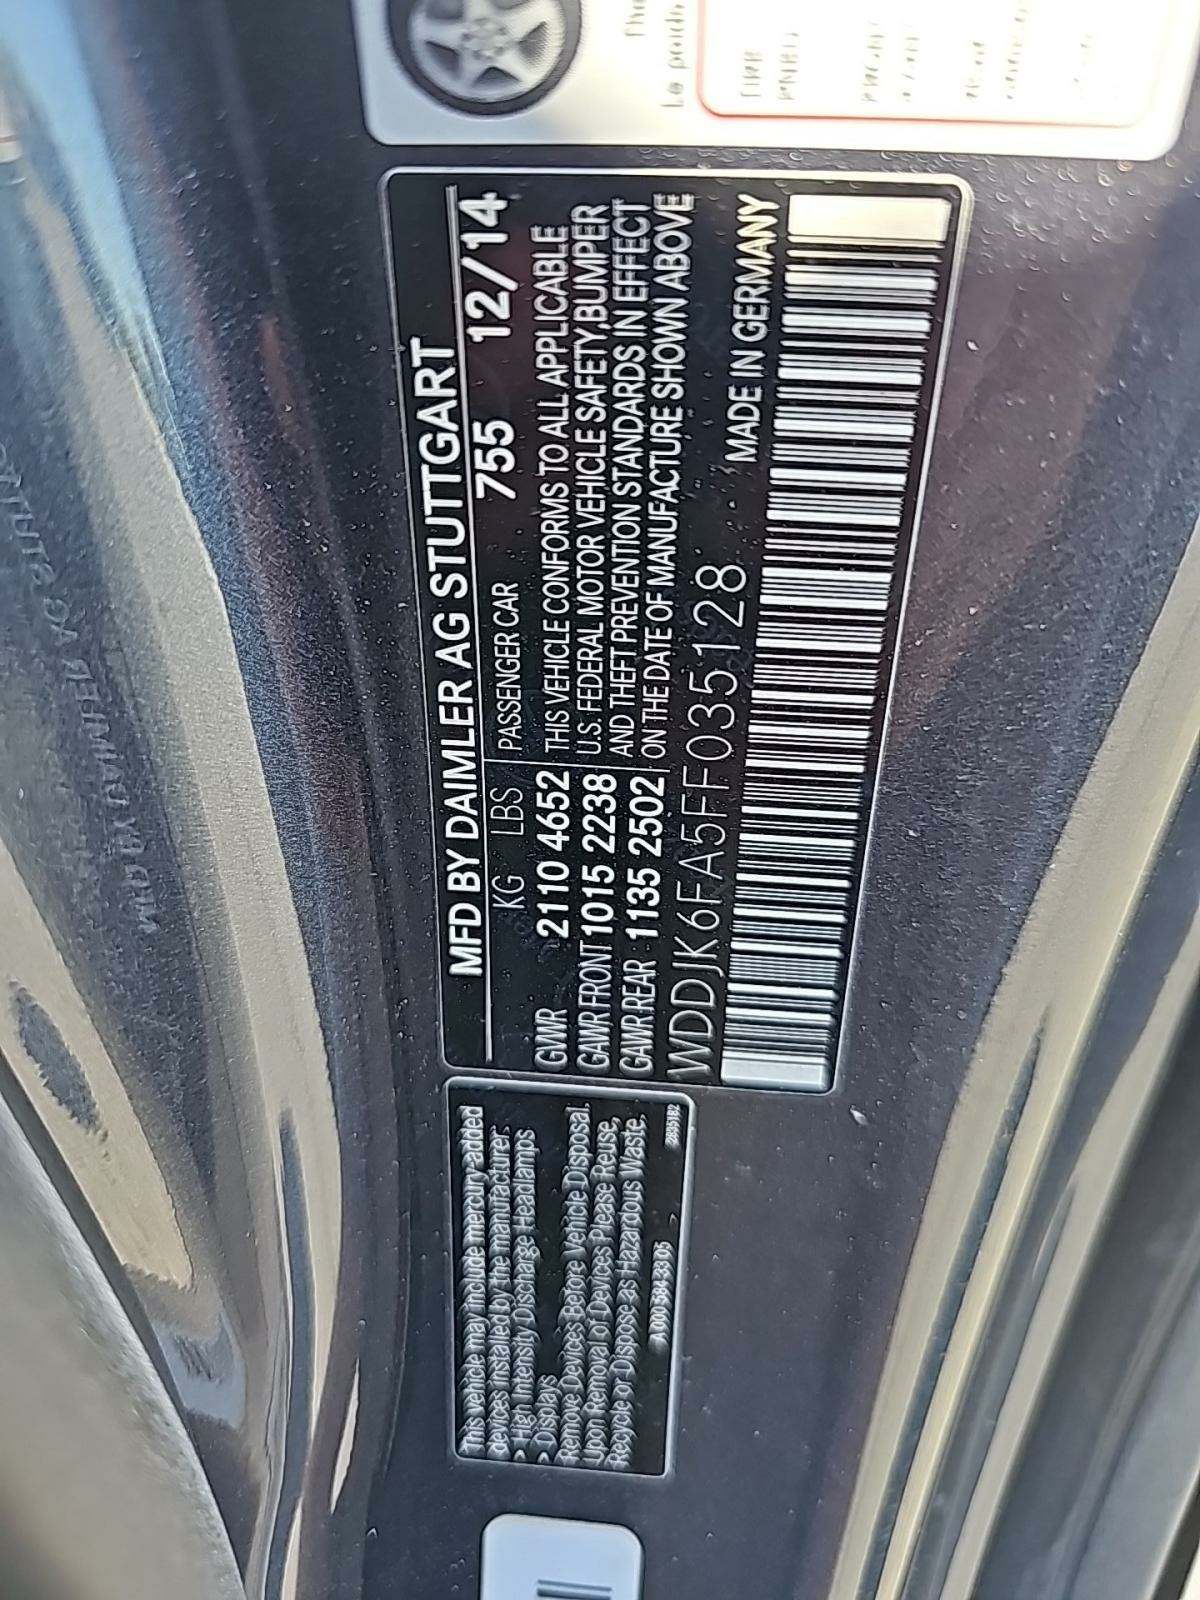 MFD BY DAIMLER AG STUTTGART
KG LBS PASSENGER CAR 755 12/14
GVWR 2110 4652 THIS VEHICLE CONFORMS TO ALL APPLICABLE
GAWR FRONT 1015 2238 U.S. FEDERAL MOTOR VEHICLE SAFETY,BUMPER
GAWR REAR 1135 2502 AND THEFT PREVENTION STANDARDS IN EFFECT
ON THE DATE OF MANUFACTURE SHOWN ABOVE
WDDJK6FA5FF035128 MADE IN GERMANY
This vehicle may include mercury-added
devices installed by the manufacturer:
> High Intensity Discharge Headlamps
> Displays
Remove Devices Before Vehicle Disposal.
Upon Removal of Devices Please Reuse,
Recycle or Dispose as Hazardous Waste.
Le poids
TIRE
PNEU